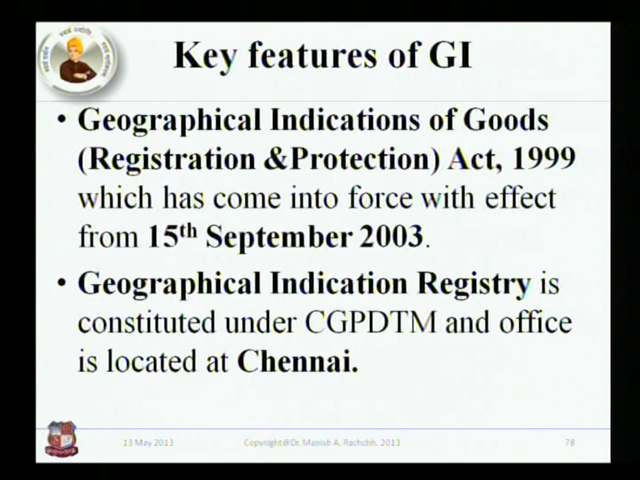 Key features of GI
• Geographical Indications of Goods
(Registration &Protection) Act, 1999
which has come into force with effect
from 15th September 2003.
• Geographical Indication Registry is
constituted under CGPDTM and office
is located at Chennai.
13 May 2013
Copyright@Dr. Manish A. Rachchh, 2013
78